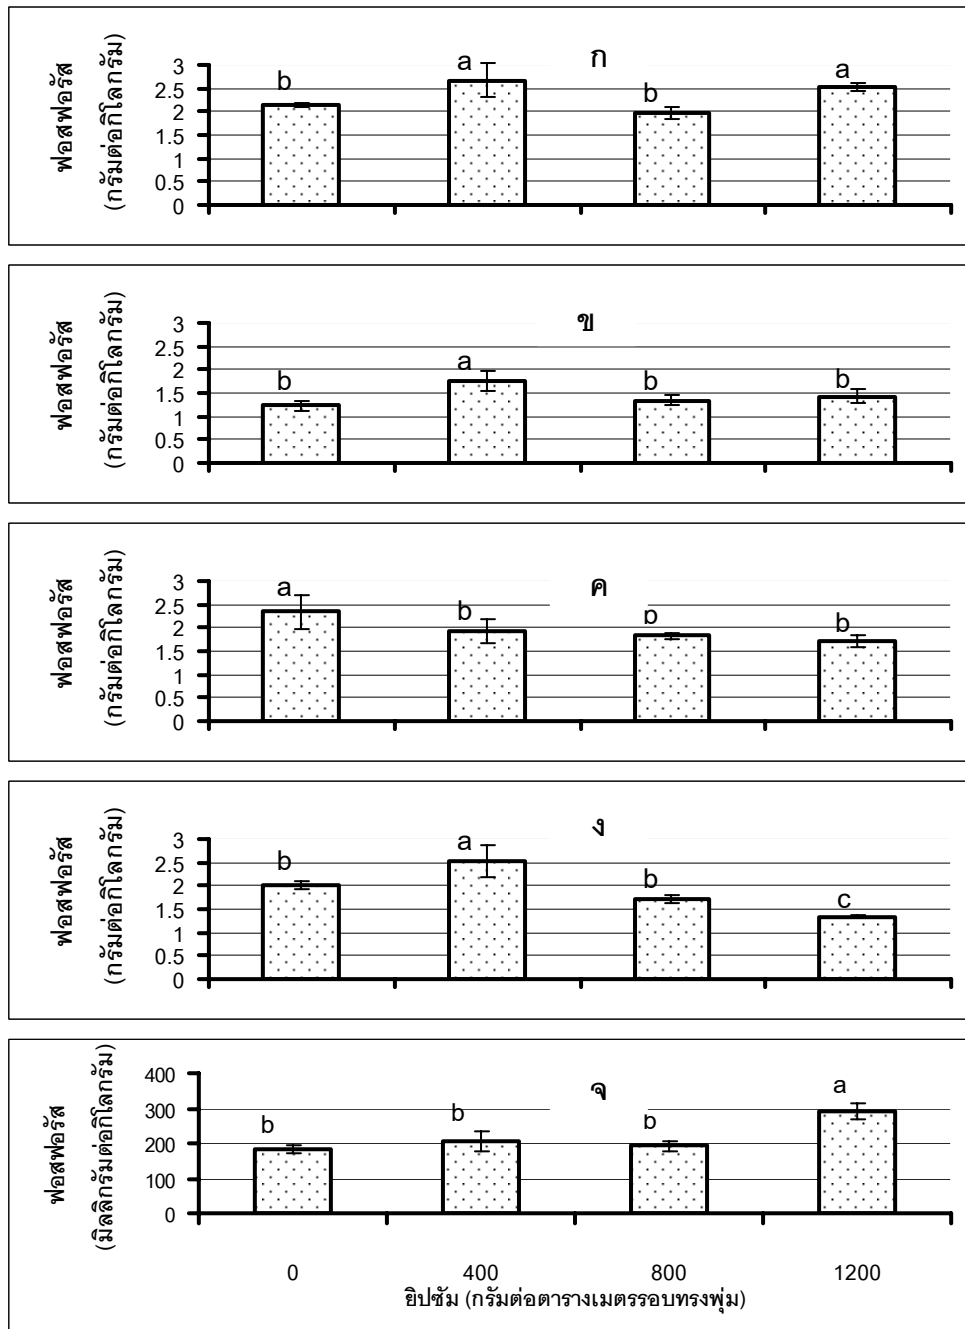 ก
ฟอสฟอรัส
(กรัมต่อกิโลกรัม)
3
2.5
2
1.5
1
0.5
0
b
a
b
a
ข
ฟอสฟอรัส
(กรัมต่อกิโลกรัม)
3
2.5
2
1.5
1
0.5
0
b
a
b
b
ค
ฟอสฟอรัส
(กรัมต่อกิโลกรัม)
3
2.5
2
1.5
1
0.5
0
a
b
b
b
ง
ฟอสฟอรัส
(กรัมต่อกิโลกรัม)
3
2.5
2
1.5
1
0.5
0
b
a
b
c
จ
ฟอสฟอรัส
(มิลลิกรัมต่อกิโลกรัม)
400
300
200
100
0
b
b
b
a
0 400 800 1200
ยิปซัม (กรัมต่อตารางเมตรรอบทรงพุ่ม)